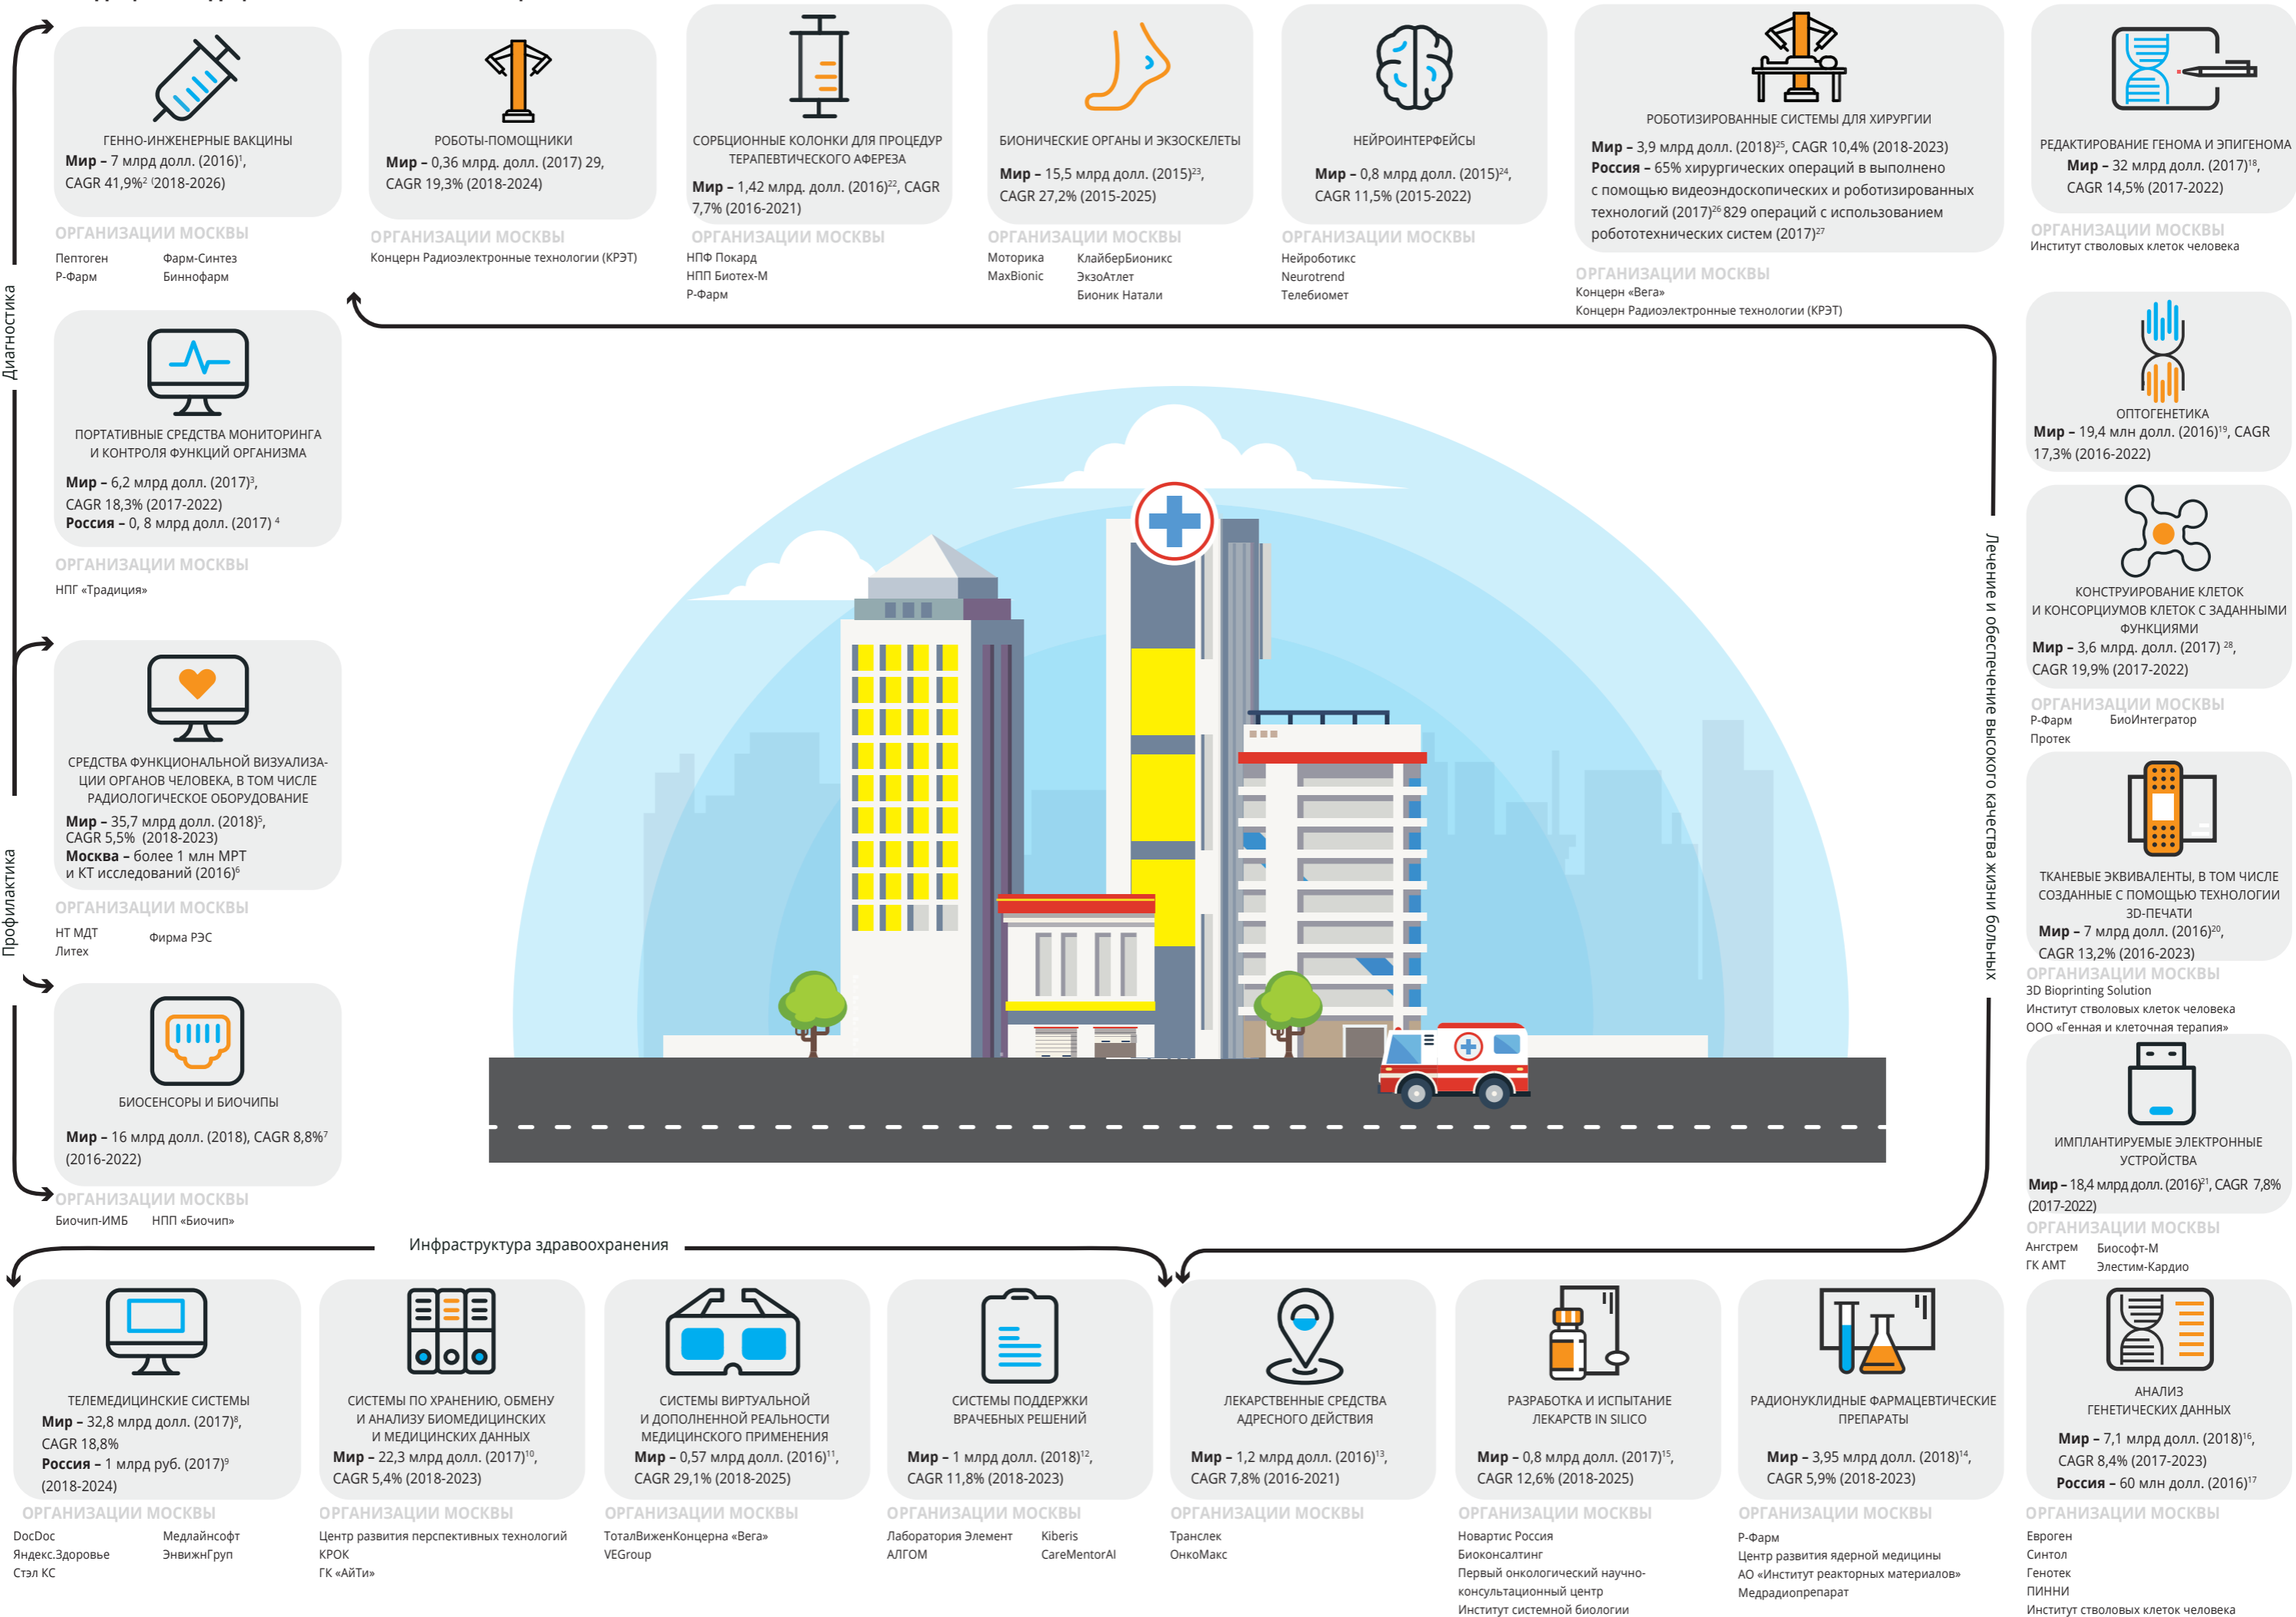 ГЕННО-ИНЖЕНЕРНЫЕ ВАКЦИНЫ
Мир – 7 млрд долл. (2016)¹,
CAGR 41,9%² ⁽2018-2026)
ОРГАНИЗАЦИИ МОСКВЫ
Пептоген
Р-Фарм
Фарм-Синтез
Биннофарм
РОБОТЫ-ПОМОЩНИКИ
Мир – 0,36 млрд. долл. (2017) 29,
CAGR 19,3% (2018-2024)
ОРГАНИЗАЦИИ МОСКВЫ
Концерн Радиоэлектронные технологии (КРЭТ)
СОРБЦИОННЫЕ КОЛОНКИ ДЛЯ ПРОЦЕДУР
ТЕРАПЕВТИЧЕСКОГО АФЕРЕЗА
Мир – 1,42 млрд. долл. (2016)²², CAGR
7,7% (2016-2021)
ОРГАНИЗАЦИИ МОСКВЫ
НПФ Покард
НПП Биотех-М
Р-Фарм
БИОНИЧЕСКИЕ ОРГАНЫ И ЭКЗОСКЕЛЕТЫ
Мир – 15,5 млрд долл. (2015)²³,
CAGR 27,2% (2015-2025)
ОРГАНИЗАЦИИ МОСКВЫ
Моторика
MaxBionic
КлайберБионикс
ЭкзоАтлет
Бионик Натали
НЕЙРОИНТЕРФЕЙСЫ
Мир – 0,8 млрд долл. (2015)²⁴,
CAGR 11,5% (2015-2022)
ОРГАНИЗАЦИИ МОСКВЫ
Нейроботикс
Neurotrend
Телебиомет
РОБОТИЗИРОВАННЫЕ СИСТЕМЫ ДЛЯ ХИРУРГИИ
Мир – 3,9 млрд долл. (2018)²⁵, CAGR 10,4% (2018-2023)
Россия – 65% хирургических операций в выполнено
с помощью видеоэндоскопических и роботизированных
технологий (2017)²⁶ 829 операций с использованием
робототехнических систем (2017)²⁷
ОРГАНИЗАЦИИ МОСКВЫ
Концерн «Вега»
Концерн Радиоэлектронные технологии (КРЭТ)
РЕДАКТИРОВАНИЕ ГЕНОМА И ЭПИГЕНОМА
Мир – 32 млрд долл. (2017)¹⁸,
CAGR 14,5% (2017-2022)
ОРГАНИЗАЦИИ МОСКВЫ
Институт стволовых клеток человека
Диагностика
ПОРТАТИВНЫЕ СРЕДСТВА МОНИТОРИНГА
И КОНТРОЛЯ ФУНКЦИЙ ОРГАНИЗМА
Мир – 6,2 млрд долл. (2017)³,
CAGR 18,3% (2017-2022)
Россия – 0, 8 млрд долл. (2017) ⁴
ОРГАНИЗАЦИИ МОСКВЫ
НПГ «Традиция»
СРЕДСТВА ФУНКЦИОНАЛЬНОЙ ВИЗУАЛИЗА-
ЦИИ ОРГАНОВ ЧЕЛОВЕКА, В ТОМ ЧИСЛЕ
РАДИОЛОГИЧЕСКОЕ ОБОРУДОВАНИЕ
Мир – 35,7 млрд долл. (2018)⁵,
CAGR 5,5% (2018-2023)
Москва – более 1 млн МРТ
и КТ исследований (2016)⁶
ОРГАНИЗАЦИИ МОСКВЫ
НТ МДТ
Литех
Фирма РЭС
Профилактика
БИОСЕНСОРЫ И БИОЧИПЫ
Мир – 16 млрд долл. (2018), CAGR 8,8%⁷
(2016-2022)
ОРГАНИЗАЦИИ МОСКВЫ
Биочип-ИМБ
НПП «Биочип»
Лечение и обеспечение высокого качества жизни больных
ОПТОГЕНЕТИКА
Мир – 19,4 млн долл. (2016)¹⁹, CAGR
17,3% (2016-2022)
КОНСТРУИРОВАНИЕ КЛЕТОК
И КОНСОРЦИУМОВ КЛЕТОК С ЗАДАННЫМИ
ФУНКЦИЯМИ
Мир – 3,6 млрд. долл. (2017) ²⁸,
CAGR 19,9% (2017-2022)
ОРГАНИЗАЦИИ МОСКВЫ
Р-Фарм
Протек
БиоИнтегратор
ТКАНЕВЫЕ ЭКВИВАЛЕНТЫ, В ТОМ ЧИСЛЕ
СОЗДАННЫЕ С ПОМОЩЬЮ ТЕХНОЛОГИИ
3D-ПЕЧАТИ
Мир – 7 млрд долл. (2016)²⁰,
CAGR 13,2% (2016-2023)
ОРГАНИЗАЦИИ МОСКВЫ
3D Bioprinting Solution
Институт стволовых клеток человека
ООО «Генная и клеточная терапия»
ИМПЛАНТИРУЕМЫЕ ЭЛЕКТРОННЫЕ
УСТРОЙСТВА
Мир – 18,4 млрд долл. (2016)²¹, CAGR 7,8%
(2017-2022)
ОРГАНИЗАЦИИ МОСКВЫ
Ангстрем
ГК АМТ
Биософт-М
Элестим-Кардио
Инфраструктура здравоохранения
ТЕЛЕМЕДИЦИНСКИЕ СИСТЕМЫ
Мир – 32,8 млрд долл. (2017)⁸,
CAGR 18,8%
Россия – 1 млрд руб. (2017)⁹
(2018-2024)
ОРГАНИЗАЦИИ МОСКВЫ
DocDoc
Яндекс.Здоровье
Стэл КС
Медлайнсофт
ЭнвижнГруп
СИСТЕМЫ ПО ХРАНЕНИЮ, ОБМЕНУ
И АНАЛИЗУ БИОМЕДИЦИНСКИХ
И МЕДИЦИНСКИХ ДАННЫХ
Мир – 22,3 млрд долл. (2017)¹⁰,
CAGR 5,4% (2018-2023)
ОРГАНИЗАЦИИ МОСКВЫ
Центр развития перспективных технологий
КРОК
ГК «АйТи»
СИСТЕМЫ ВИРТУАЛЬНОЙ
И ДОПОЛНЕННОЙ РЕАЛЬНОСТИ
МЕДИЦИНСКОГО ПРИМЕНЕНИЯ
Мир – 0,57 млрд долл. (2016)¹¹,
CAGR 29,1% (2018-2025)
ОРГАНИЗАЦИИ МОСКВЫ
ТоталВиженКонцерна «Вега»
VEGroup
СИСТЕМЫ ПОДДЕРЖКИ
ВРАЧЕБНЫХ РЕШЕНИЙ
Мир – 1 млрд долл. (2018)¹²,
CAGR 11,8% (2018-2023)
ОРГАНИЗАЦИИ МОСКВЫ
Лаборатория Элемент
АЛГОМ
Kiberis
CareMentorAI
ЛЕКАРСТВЕННЫЕ СРЕДСТВА
АДРЕСНОГО ДЕЙСТВИЯ
Мир – 1,2 млрд долл. (2016)¹³,
CAGR 7,8% (2016-2021)
ОРГАНИЗАЦИИ МОСКВЫ
Транслек
ОнкоМакс
РАЗРАБОТКА И ИСПЫТАНИЕ
ЛЕКАРСТВ IN SILICO
Мир – 0,8 млрд долл. (2017)¹⁵,
CAGR 12,6% (2018-2025)
ОРГАНИЗАЦИИ МОСКВЫ
Новартис Россия
Биоконсалтинг
Первый онкологический научно-
консультационный центр
Институт системной биологии
РАДИОНУКЛИДНЫЕ ФАРМАЦЕВТИЧЕСКИЕ
ПРЕПАРАТЫ
Мир – 3,95 млрд долл. (2018)¹⁴,
CAGR 5,9% (2018-2023)
ОРГАНИЗАЦИИ МОСКВЫ
Р-Фарм
Центр развития ядерной медицины
АО «Институт реакторных материалов»
Медрадиопрепарат
АНАЛИЗ
ГЕНЕТИЧЕСКИХ ДАННЫХ
Мир – 7,1 млрд долл. (2018)¹⁶,
CAGR 8,4% (2017-2023)
Россия – 60 млн долл. (2016)¹⁷
ОРГАНИЗАЦИИ МОСКВЫ
Евроген
Синтол
Генотек
ПИННИ
Институт стволовых клеток человека